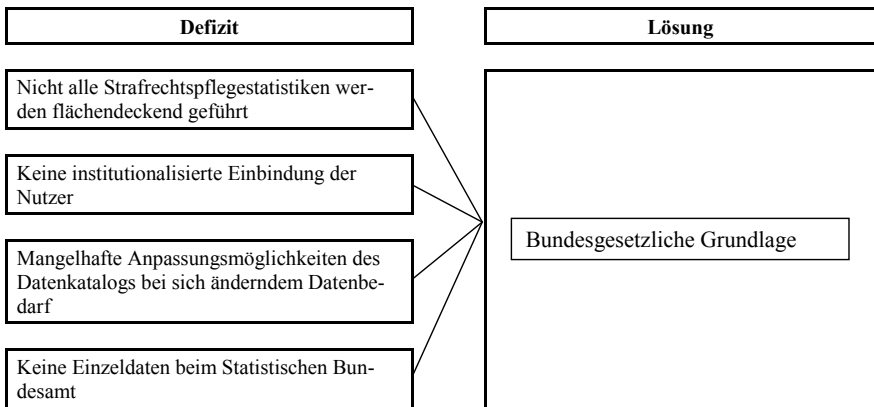 Defizit
Lösung
Nicht alle Strafrechtspflegestatistiken wer-
den flächendeckend geführt
Keine institutionalisierte Einbindung der
Nutzer
Mangelhafte Anpassungsmöglichkeiten des
Datenkatalogs bei sich änderndem Datenbe-
darf
Keine Einzeldaten beim Statistischen Bun-
desamt
Bundesgesetzliche Grundlage